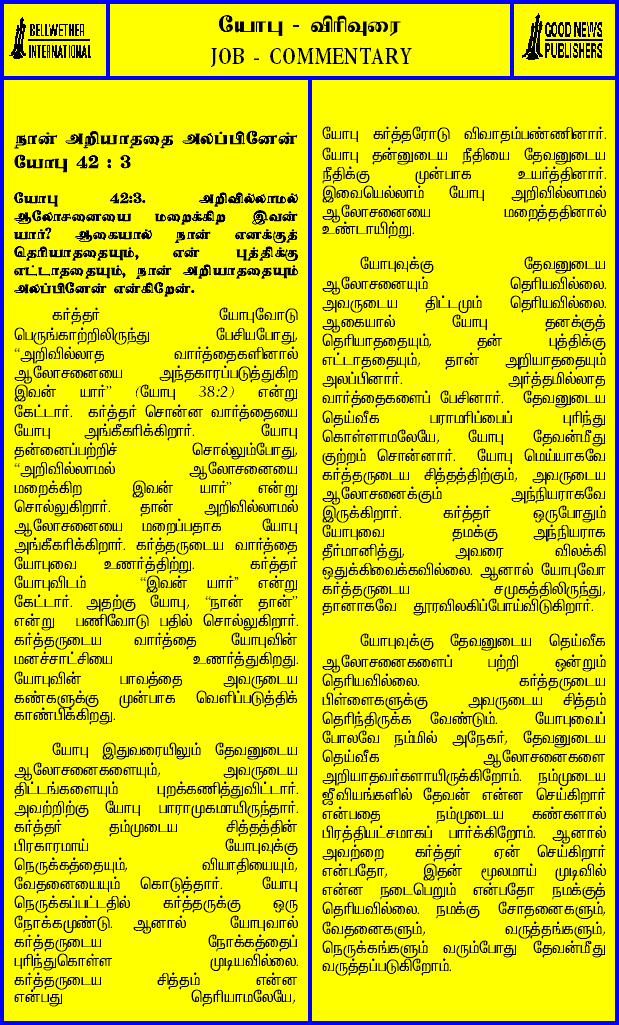 BELLWETHER
INTERNATIONAL
யோபு - விரிவுரை
JOB - COMMENTARY
GOOD NEWS
PUBLISHERS
நான் அறியாததை அலப்பினேன்
யோபு 42 : 3
யோபு 42:3. அறிவில்லாமல்
ஆலோசனையை மறைக்கிற இவன்
யார்? ஆகையால் நான் எனக்குத்
தெரியாததையும், என் புத்திக்கு
எட்டாததையும், நான் அறியாததையும்
அலப்பினேன் என்கிறேன்.
கர்த்தர் யோபுவோடு
பெருங்காற்றிலிருந்து பேசியபோது,
“அறிவில்லாத வார்த்தைகளினால்
ஆலோசனையை அந்தகாரப்படுத்துகிற
இவன் யார்” (யோபு 38:2) என்று
கேட்டார். கர்த்தர் சொன்ன வார்த்தையை
யோபு அங்கீகரிக்கிறார். யோபு
தன்னைப்பற்றிச் சொல்லும்போது,
“அறிவில்லாமல் ஆலோசனையை
மறைக்கிற இவன் யார்” என்று
சொல்லுகிறார். தான் அறிவில்லாமல்
ஆலோசனையை மறைப்பதாக யோபு
அங்கீகரிக்கிறார். கர்த்தருடைய வார்த்தை
யோபுவை உணர்த்திற்று. கர்த்தர்
யோபுவிடம் “இவன் யார்” என்று
கேட்டார். அதற்கு யோபு, “நான் தான்”
என்று பணிவோடு பதில் சொல்லுகிறார்.
கர்த்தருடைய வார்த்தை யோபுவின்
மனச்சாட்சியை உணர்த்துகிறது.
யோபுவின் பாவத்தை அவருடைய
கண்களுக்கு முன்பாக வெளிப்படுத்திக்
காண்பிக்கிறது.
யோபு இதுவரையிலும் தேவனுடைய
ஆலோசனைகளையும், அவருடைய
திட்டங்களையும் புறக்கணித்துவிட்டார்.
அவற்றிற்கு யோபு பாராமுகமாயிருந்தார்.
கர்த்தர் தம்முடைய சித்தத்தின்
பிரகாரமாய் யோபுவுக்கு
நெருக்கத்தையும், வியாதியையும்,
வேதனையையும் கொடுத்தார். யோபு
நெருக்கப்பட்டதில் கர்த்தருக்கு ஒரு
நோக்கமுண்டு. ஆனால் யோபுவால்
கர்த்தருடைய நோக்கத்தைப்
புரிந்துகொள்ள முடியவில்லை.
கர்த்தருடைய சித்தம் என்ன
என்பது தெரியாமலேயே,
யோபு கர்த்தரோடு விவாதம்பண்ணினார்.
யோபு தன்னுடைய நீதியை தேவனுடைய
நீதிக்கு முன்பாக உயர்த்தினார்.
இவையெல்லாம் யோபு அறிவில்லாமல்
ஆலோசனையை மறைத்ததினால்
உண்டாயிற்று.
யோபுவுக்கு தேவனுடைய
ஆலோசனையும் தெரியவில்லை.
அவருடைய திட்டமும் தெரியவில்லை.
ஆகையால் யோபு தனக்குத்
தெரியாததையும், தன் புத்திக்கு
எட்டாததையும், தான் அறியாததையும்
அலப்பினார். அர்த்தமில்லாத
வார்த்தைகளைப் பேசினார். தேவனுடைய
தெய்வீக பராமரிப்பைப் புரிந்து
கொள்ளாமலேயே, யோபு தேவன்மீது
குற்றம் சொன்னார். யோபு மெய்யாகவே
கர்த்தருடைய சித்தத்திற்கும், அவருடைய
ஆலோசனைக்கும் அந்நியராகவே
இருக்கிறார். கர்த்தர் ஒருபோதும்
யோபுவை தமக்கு அந்நியராக
தீர்மானித்து, அவரை விலக்கி
ஒதுக்கிவைக்கவில்லை. ஆனால் யோபுவோ
கர்த்தருடைய சமுகத்திலிருந்து,
தானாகவே தூரவிலகிப்போய்விடுகிறார்.
யோபுவுக்கு தேவனுடைய தெய்வீக
ஆலோசனைகளைப் பற்றி ஒன்றும்
தெரியவில்லை. கர்த்தருடைய
பிள்ளைகளுக்கு அவருடைய சித்தம்
தெரிந்திருக்க வேண்டும். யோபுவைப்
போலவே நம்மில் அநேகர், தேவனுடைய
தெய்வீக ஆலோசனைகளை
அறியாதவர்களாயிருக்கிறோம். நம்முடைய
ஜீவியங்களில் தேவன் என்ன செய்கிறார்
என்பதை நம்முடைய கண்களால்
பிரத்தியட்சமாகப் பார்க்கிறோம். ஆனால்
அவற்றை கர்த்தர் ஏன் செய்கிறார்
என்பதோ, இதன் மூலமாய் முடிவில்
என்ன நடைபெறும் என்பதோ நமக்குத்
தெரியவில்லை. நமக்கு சோதனைகளும்,
வேதனைகளும், வருத்தங்களும்,
நெருக்கங்களும் வரும்போது தேவன்மீது
வருத்தப்படுகிறோம்.